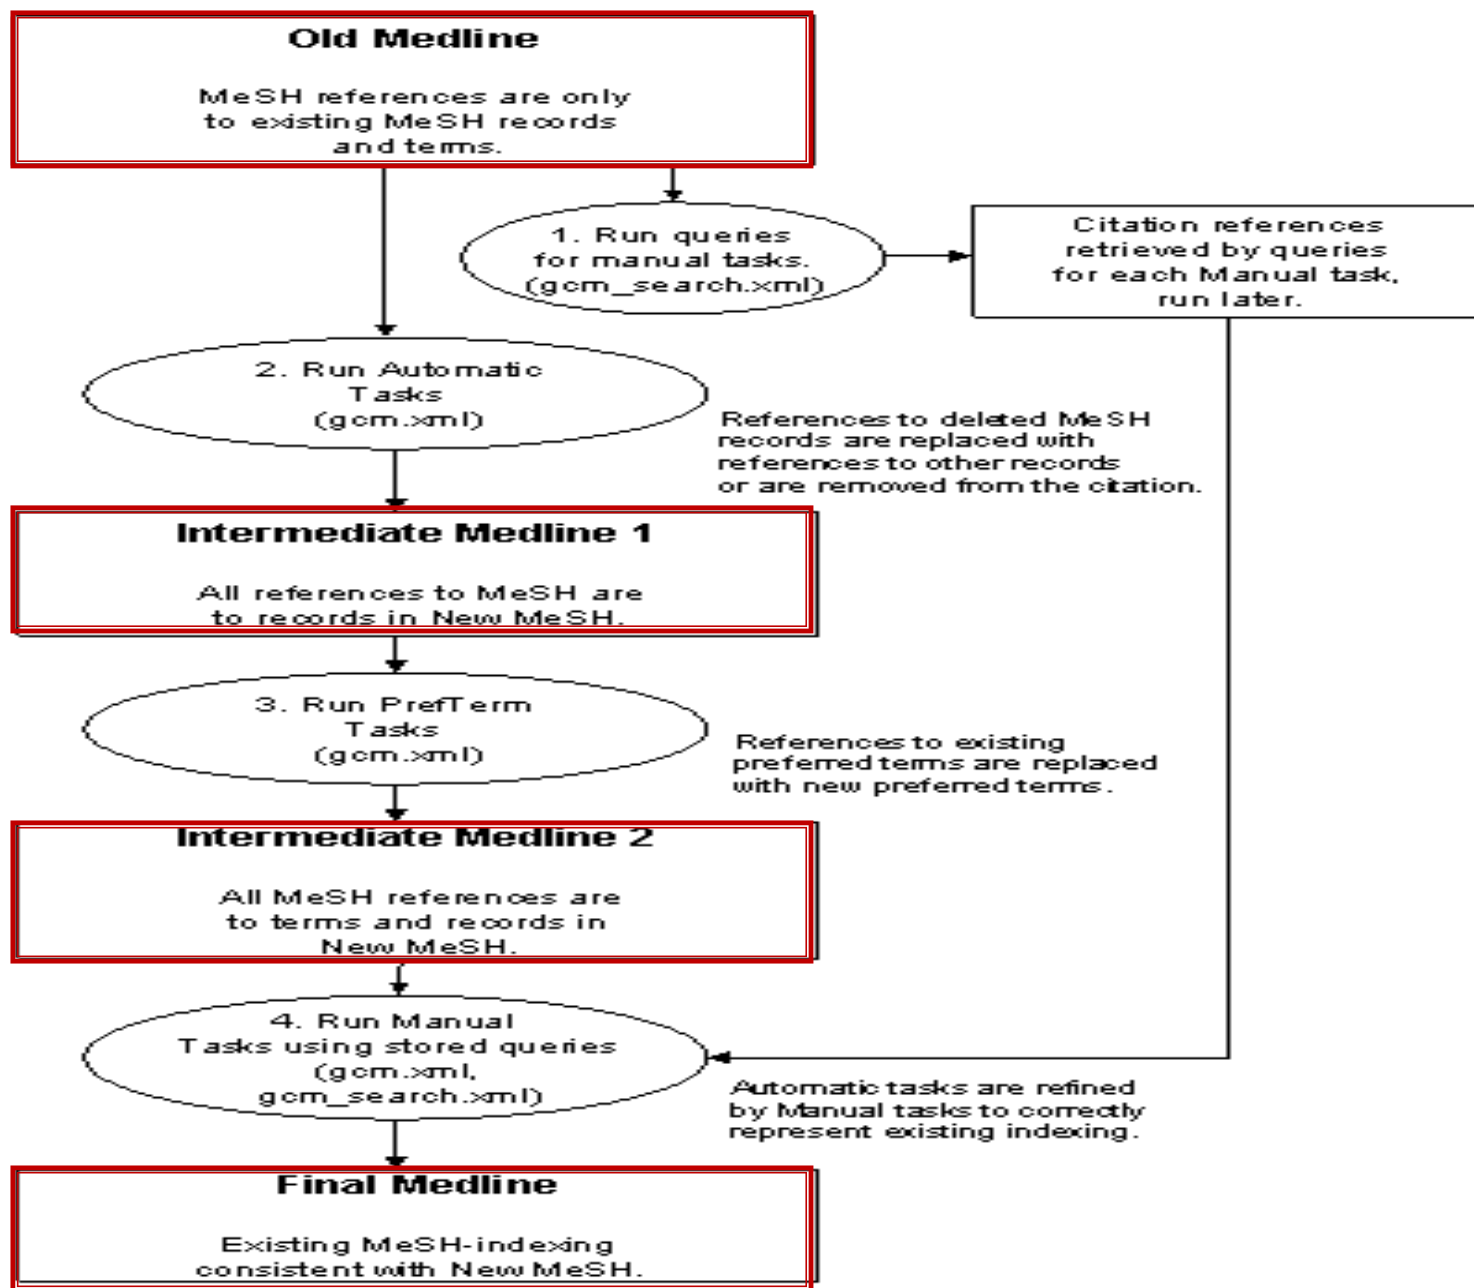 Old Medline
MeSH references are only
to existing MeSH records
and terms.
1. Run queries
for manual tasks.
(gcm_search.xml)
Citation references
retrieved by queries
for each Manual task,
run later.
2. Run Automatic
Tasks
(gcm.xml)
References to deleted MeSH
records are replaced with
references to other records
or are removed from the citation.
Intermediate Medline 1
All references to MeSH are
to records in New MeSH.
3. Run PrefTerm
Tasks
(gcm.xml)
References to existing
preferred terms are replaced
with new preferred terms.
Intermediate Medline 2
All MeSH references are
to terms and records in
New MeSH.
4. Run Manual
Tasks using stored queries
(gcm.xml,
gcm_search.xml)
Automatic tasks are refined
by Manual tasks to correctly
represent existing indexing.
Final Medline
Existing MeSH-indexing
consistent with New MeSH.